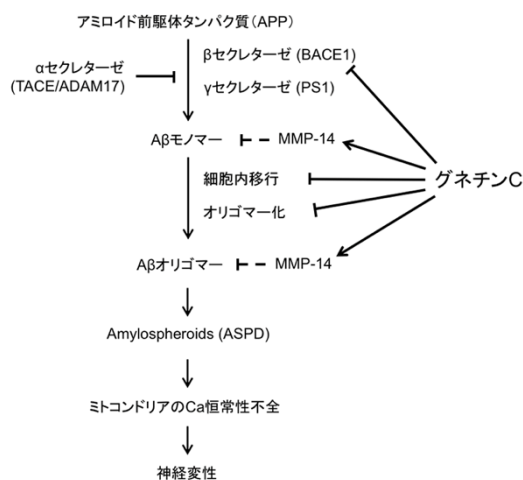 アミロイド前駆体タンパク質(APP)
βセクレターゼ (BACE1)
αセクレターゼ
(TACE/ADAM17)
γセクレターゼ (PS1)
Aβモノマー
MMP-14
細胞内移行
グネチンC
オリゴマー化
Aβオリゴマー
MMP-14
Amylospheroids (ASPD)
ミトコンドリアのCa恒常性不全
神経変性